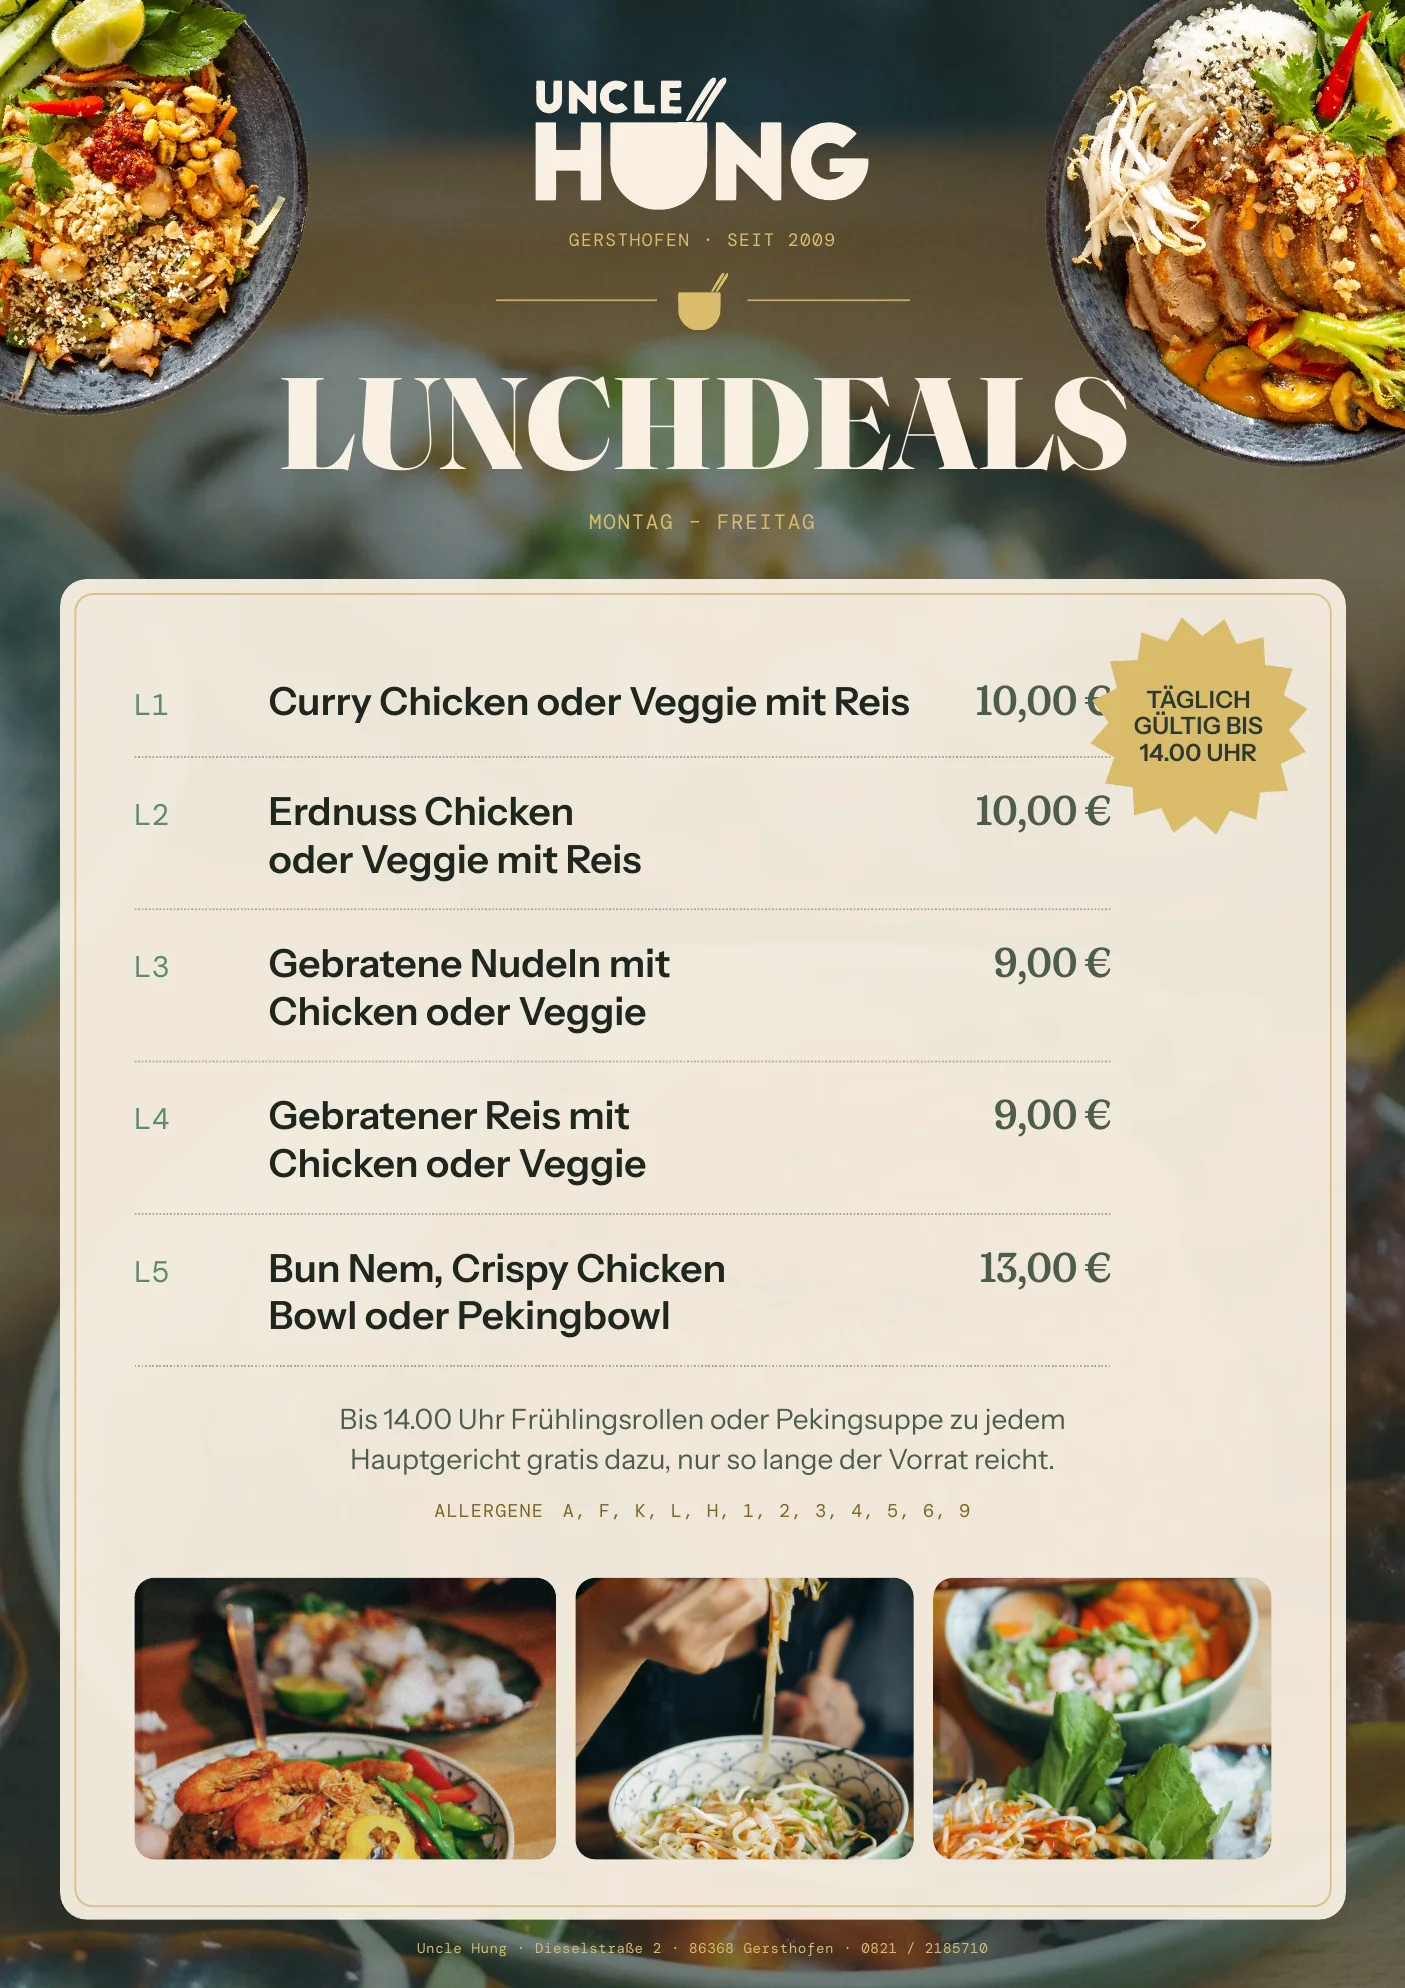 UNCLE
HUNG
GERSTHOFEN · SEIT 2009
LUNCHDEALS
MONTAG – FREITAG
L1 Curry Chicken oder Veggie mit Reis 10,00 €
TÄGLICH
GÜLTIG BIS
14.00 UHR
L2 Erdnuss Chicken 10,00 €
oder Veggie mit Reis
L3 Gebratene Nudeln mit 9,00 €
Chicken oder Veggie
L4 Gebratener Reis mit 9,00 €
Chicken oder Veggie
L5 Bun Nem, Crispy Chicken 13,00 €
Bowl oder Pekingbowl
Bis 14.00 Uhr Frühlingsrollen oder Pekingsuppe zu jedem
Hauptgericht gratis dazu, nur so lange der Vorrat reicht.
ALLERGENE A, F, K, L, H, 1, 2, 3, 4, 5, 6, 9
Uncle Hung · Dieselstraße 2 · 86368 Gersthofen · 0821 / 2185710